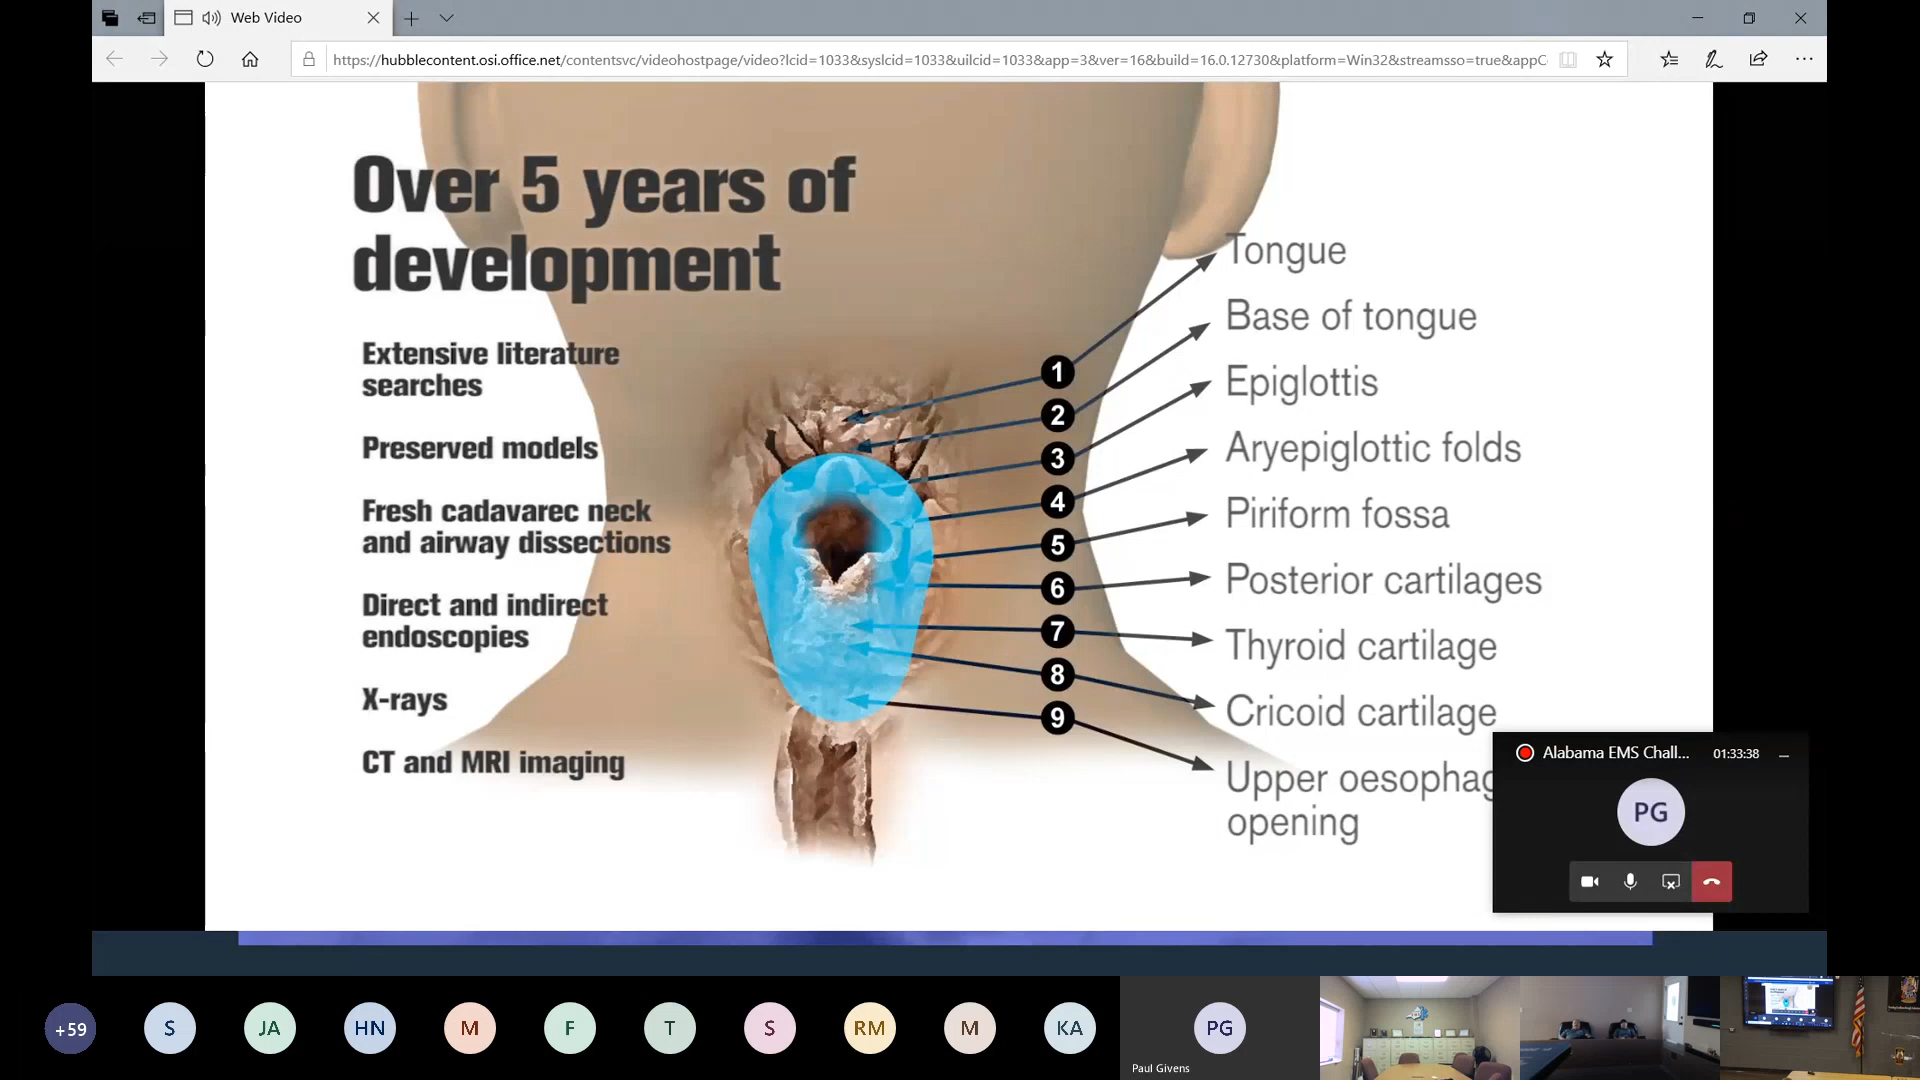 Web Video
https://hubblecontent.osi.office.net/contentsvc/videohostpage/video?lcid=1033&syslcid=1033&uilcid=1033&app=3&ver=16&build=16.0.12730&platform=Win32&streamsso=true&appC
Over 5 years of
development
Extensive literature
searches
Preserved models
Fresh cadavarec neck
and airway dissections
Direct and indirect
endoscopies
X-rays
CT and MRI imaging
1
2
3
4
5
6
7
8
9
Tongue
Base of tongue
Epiglottis
Aryepiglottic folds
Piriform fossa
Posterior cartilages
Thyroid cartilage
Cricoid cartilage
Upper oesophag
opening
Alabama EMS Chall...
01:33:38
PG
+59
S
JA
HN
M
F
T
S
RM
M
KA
PG
Paul Givens